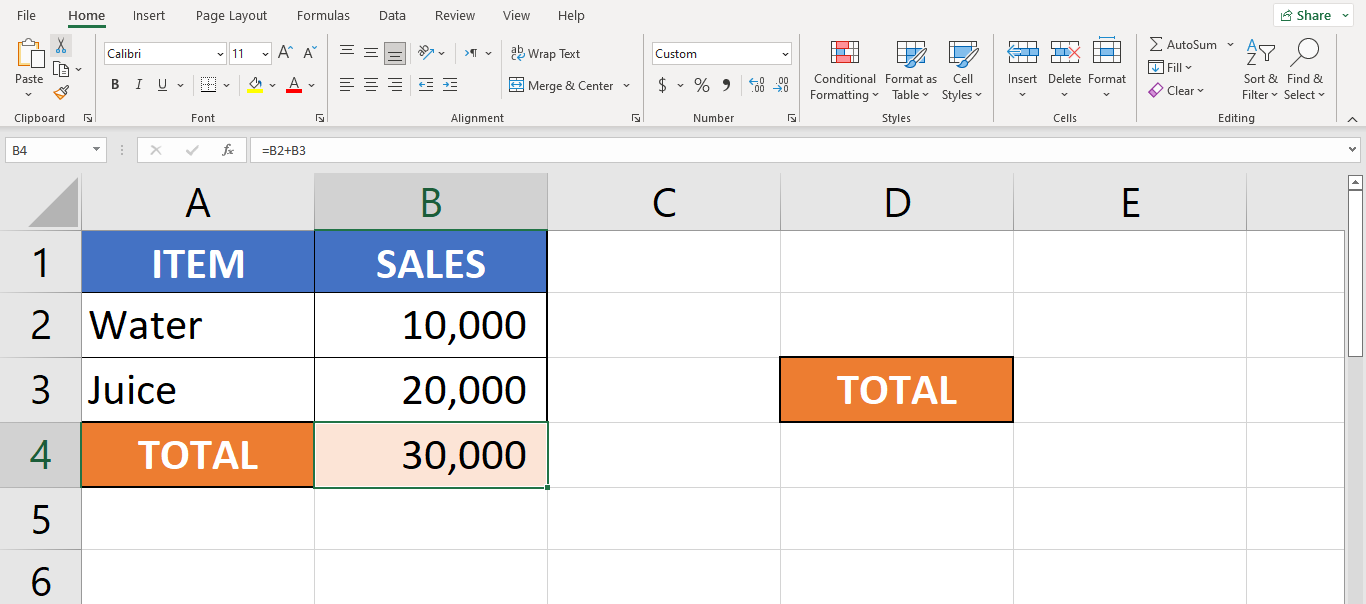 File Home Insert Page Layout Formulas Data Review View Help Share
Calibri 11 A A Wrap Text Custom AutoSum
Paste Conditional Format as Cell Insert Delete Format Fill Sort & Find &
B I U A Merge & Center $ % Formatting Table Styles Clear Filter Select
Clipboard Font Alignment Number Styles Cells Editing
B4 fx =B2+B3
A B C D E
1 ITEM SALES
2 Water 10,000
3 Juice 20,000 TOTAL
4 TOTAL 30,000
5
6